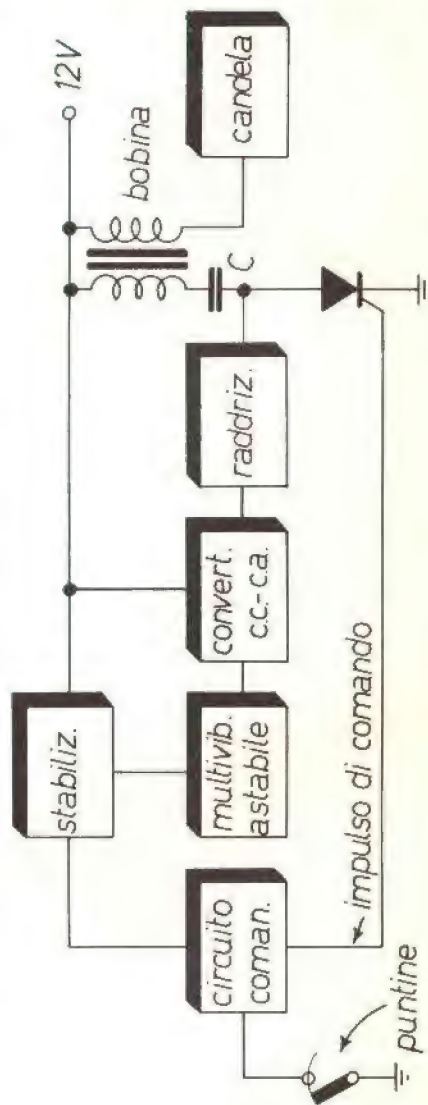 12V
bobina
candela
C
stabiliz.
raddriz.
convert.
c.c.-c.a.
multivib.
astabile
circuito
coman.
impulso di comando
puntine